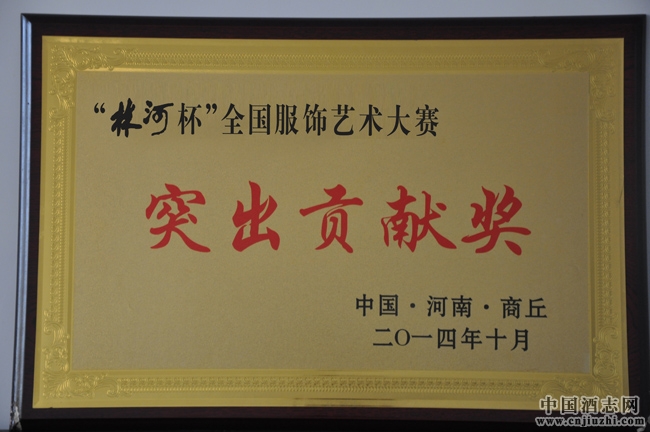 “林河杯”全国服饰艺术大赛
突出贡献奖
中国·河南·商丘
二〇一四年十月
中国酒志网
www.cnjiuzhi.com